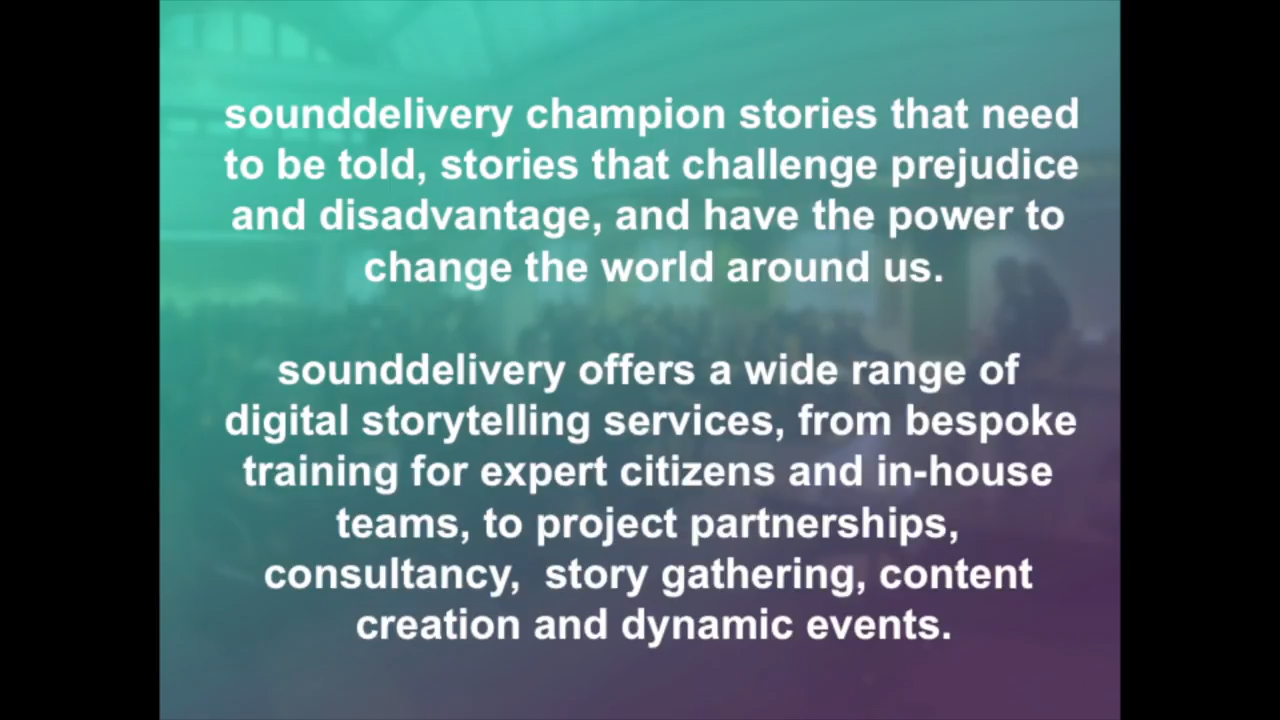 sounddelivery champion stories that need
to be told, stories that challenge prejudice
and disadvantage, and have the power to
change the world around us.
sounddelivery offers a wide range of
digital storytelling services, from bespoke
training for expert citizens and in-house
teams, to project partnerships,
consultancy,  story gathering, content
creation and dynamic events.